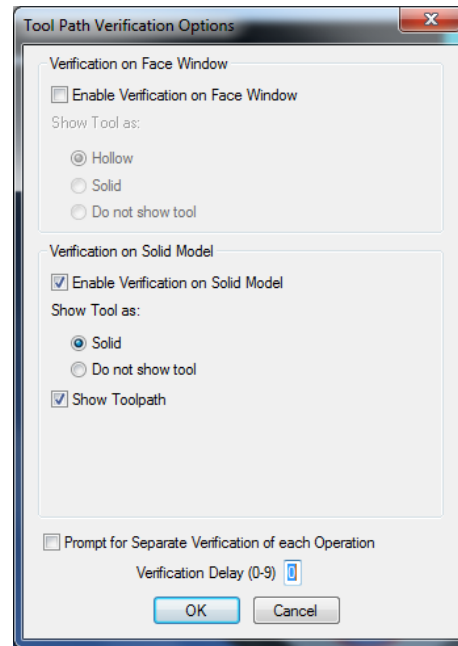 Tool Path Verification Options
Verification on Face Window
Enable Verification on Face Window
Show Tool as:
Hollow
Solid
Do not show tool
Verification on Solid Model
Enable Verification on Solid Model
Show Tool as:
Solid
Do not show tool
Show Toolpath
Prompt for Separate Verification of each Operation
Verification Delay (0-9) 0
OK Cancel